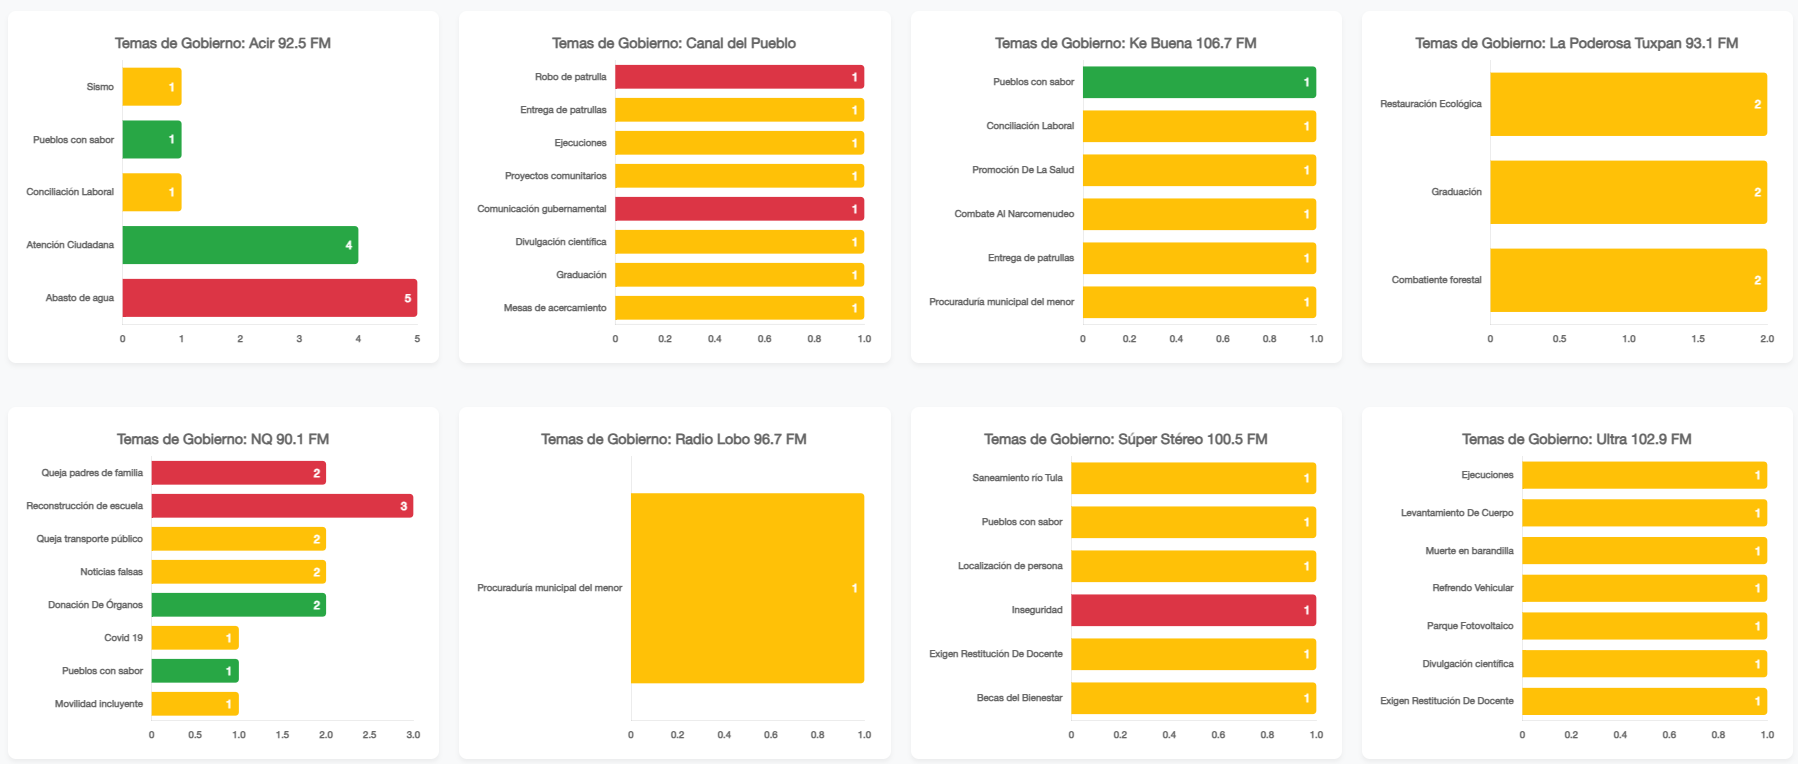 Temas de Gobierno: Acir 92.5 FM
Sismo
1
Pueblos con sabor
1
Conciliación Laboral
1
Atención Ciudadana
4
Abasto de agua
5
0 1 2 3 4 5
Temas de Gobierno: Canal del Pueblo
Robo de patrulla
1
Entrega de patrullas
1
Ejecuciones
1
Proyectos comunitarios
1
Comunicación gubernamental
1
Divulgación científica
1
Graduación
1
Mesas de acercamiento
1
0 0.2 0.4 0.6 0.8 1.0
Temas de Gobierno: Ke Buena 106.7 FM
Pueblos con sabor
1
Conciliación Laboral
1
Promoción De La Salud
1
Combate Al Narcomenudeo
1
Entrega de patrullas
1
Procuraduría municipal del menor
1
0 0.2 0.4 0.6 0.8 1.0
Temas de Gobierno: La Poderosa Tuxpan 93.1 FM
Restauración Ecológica
2
Graduación
2
Combatiente forestal
2
0 0.5 1.0 1.5 2.0
Temas de Gobierno: NQ 90.1 FM
Queja padres de familia
2
Reconstrucción de escuela
3
Queja transporte público
2
Noticias falsas
2
Donación De Órganos
2
Covid 19
1
Pueblos con sabor
1
Movilidad incluyente
1
0 0.5 1.0 1.5 2.0 2.5 3.0
Temas de Gobierno: Radio Lobo 96.7 FM
Procuraduría municipal del menor
1
0 0.2 0.4 0.6 0.8 1.0
Temas de Gobierno: Súper Stéreo 100.5 FM
Saneamiento río Tula
1
Pueblos con sabor
1
Localización de persona
1
Inseguridad
1
Exigen Restitución De Docente
1
Becas del Bienestar
1
0 0.2 0.4 0.6 0.8 1.0
Temas de Gobierno: Ultra 102.9 FM
Ejecuciones
1
Levantamiento De Cuerpo
1
Muerte en barandilla
1
Refrendo Vehicular
1
Parque Fotovoltaico
1
Divulgación científica
1
Exigen Restitución De Docente
1
0 0.2 0.4 0.6 0.8 1.0